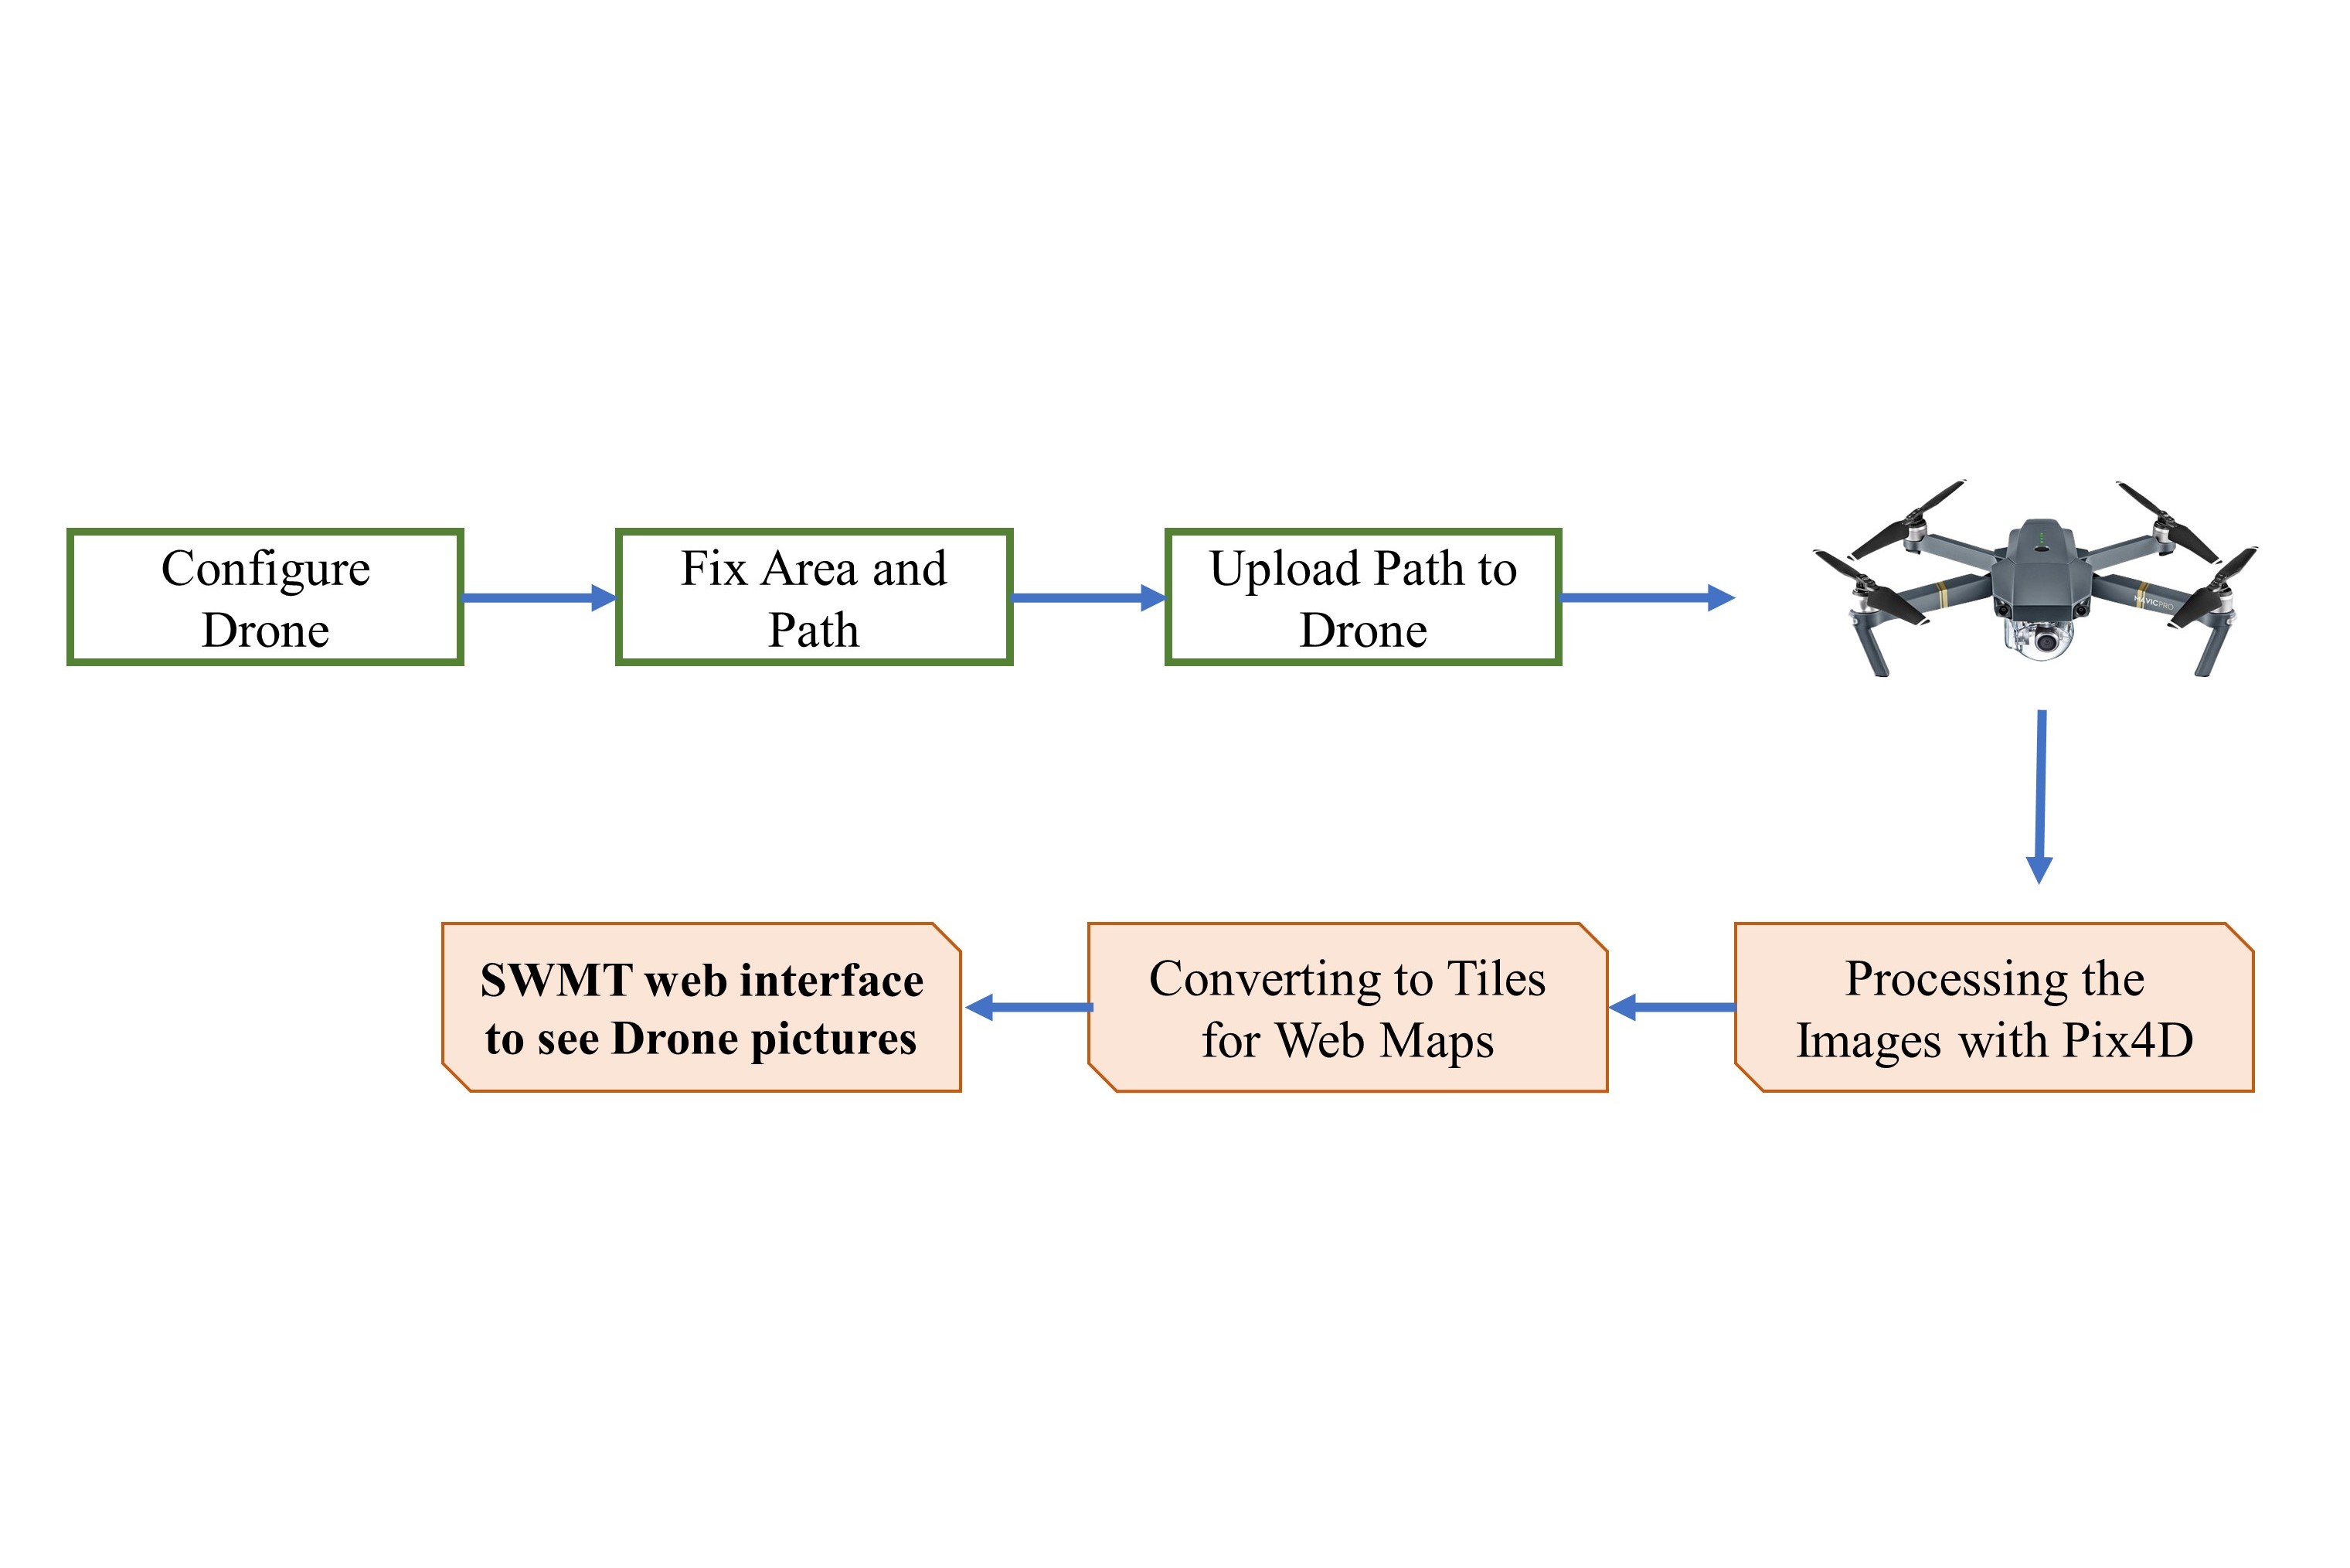 Configure
Drone
Fix Area and
Path
Upload Path to
Drone
MAVIC PRO
Processing the
Images with Pix4D
Converting to Tiles
for Web Maps
SWMT web interface
to see Drone pictures